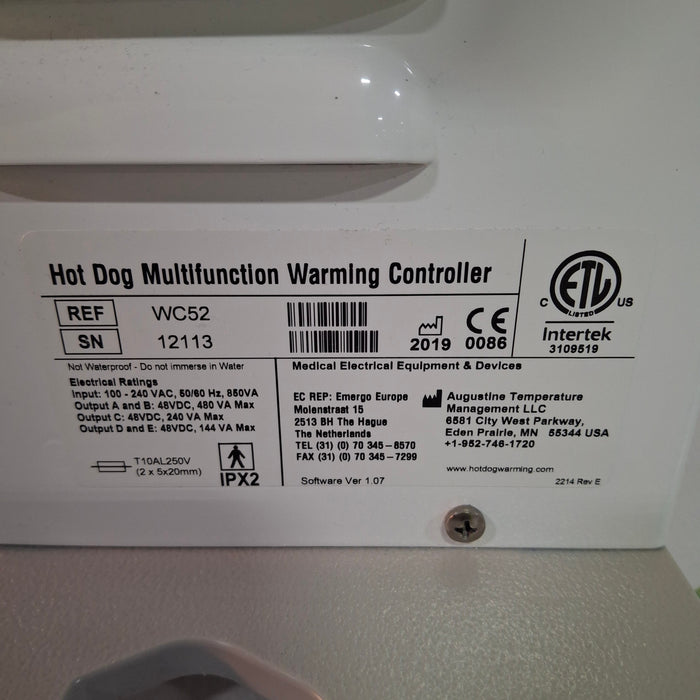 Hot Dog Multifunction Warming Controller
REF WC52
SN 12113
2019
CE 0086
C ETL US
LISTED
Intertek
3109519
Not Waterproof - Do not immerse in Water
Electrical Ratings
Input: 100 - 240 VAC, 50/60 Hz, 850VA
Output A and B: 48VDC, 480 VA Max
Output C: 48VDC, 240 VA Max
Output D and E: 48VDC, 144 VA Max
T10AL250V
(2 x 5x20mm)
IPX2
Medical Electrical Equipment & Devices
EC REP: Emergo Europe
Molenstraat 15
2513 BH The Hague
The Netherlands
TEL (31) (0) 70 345-8570
FAX (31) (0) 70 345-7299
Software Ver 1.07
Augustine Temperature
Management LLC
6581 City West Parkway,
Eden Prairie, MN 55344 USA
+1-952-746-1720
www.hotdogwarming.com
2214 Rev E